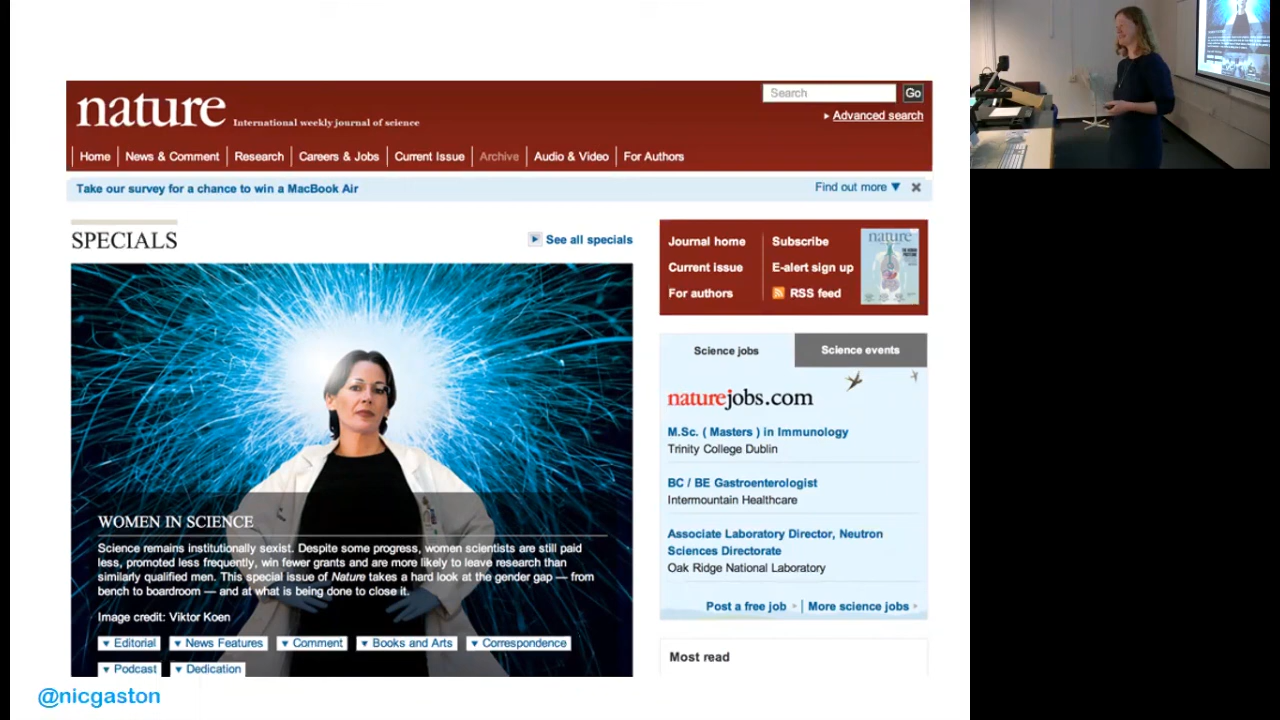 nature International weekly journal of science
Search Go
Advanced search
Home News & Comment Research Careers & Jobs Current Issue Archive Audio & Video For Authors
Take our survey for a chance to win a MacBook Air Find out more
SPECIALS See all specials
WOMEN IN SCIENCE
Science remains institutionally sexist. Despite some progress, women scientists are still paid
less, promoted less frequently, win fewer grants and are more likely to leave research than
similarly qualified men. This special issue of Nature takes a hard look at the gender gap — from
bench to boardroom — and at what is being done to close it.
Image credit: Viktor Koen
Editorial News Features Comment Books and Arts Correspondence
Podcast Dedication
Journal home Subscribe
Current issue E-alert sign up
For authors RSS feed
nature
Science jobs Science events
naturejobs.com
M.Sc. ( Masters ) in Immunology
Trinity College Dublin
BC / BE Gastroenterologist
Intermountain Healthcare
Associate Laboratory Director, Neutron
Sciences Directorate
Oak Ridge National Laboratory
Post a free job More science jobs
Most read
@nicgaston